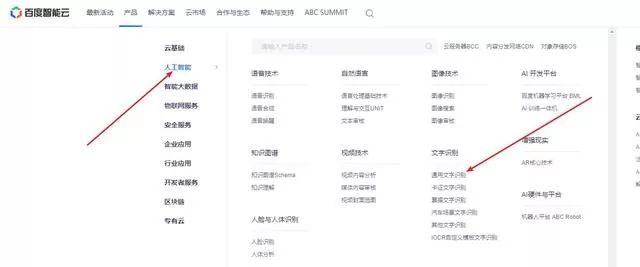 百度智能云 最新活动 产品 解决方案 云市场 合作与生态 帮助与支持 ABC SUMMIT
请输入产品名称 云服务器BCC 内容分发网络CDN 对象存储BOS
云基础
人工智能
智能大数据
物联网服务
安全服务
企业应用
行业应用
开发者服务
区块链
专有云
语音技术
语音识别
语音合成
语音唤醒
自然语言
语言处理基础技术
理解与交互UNIT
文本审核
图像技术
图像识别
图像搜索
图像审核
AI 开发平台
百度机器学习平台 BML
AI 训练一体机
知识图谱
知识图谱Schema
知识理解
视频技术
视频内容分析
媒体内容审核
视频封面选图
文字识别
通用文字识别
卡证文字识别
票据文字识别
汽车场景文字识别
其他文字识别
iOCR自定义模板文字识别
增强现实
AR核心技术
AI硬件与平台
机器人平台 ABC Robot
人脸与人体识别
人脸识别
人体分析